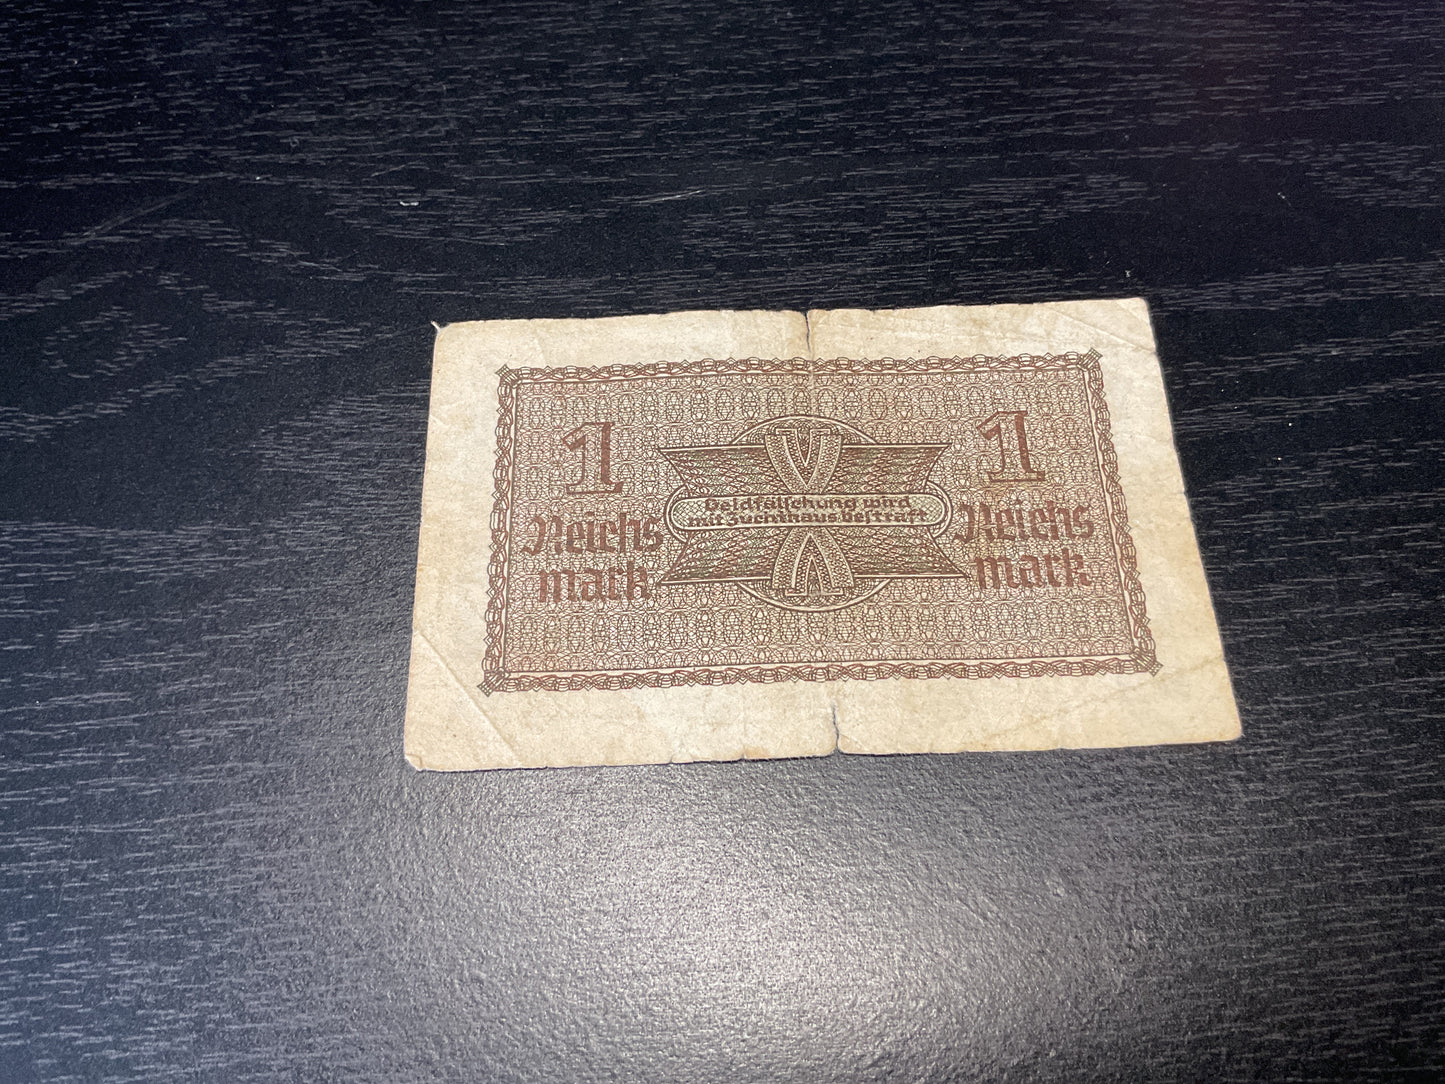 1
Reichs
mark
Geldfälschung wird
mit Zuchthaus bestraft
1
Reichs
mark